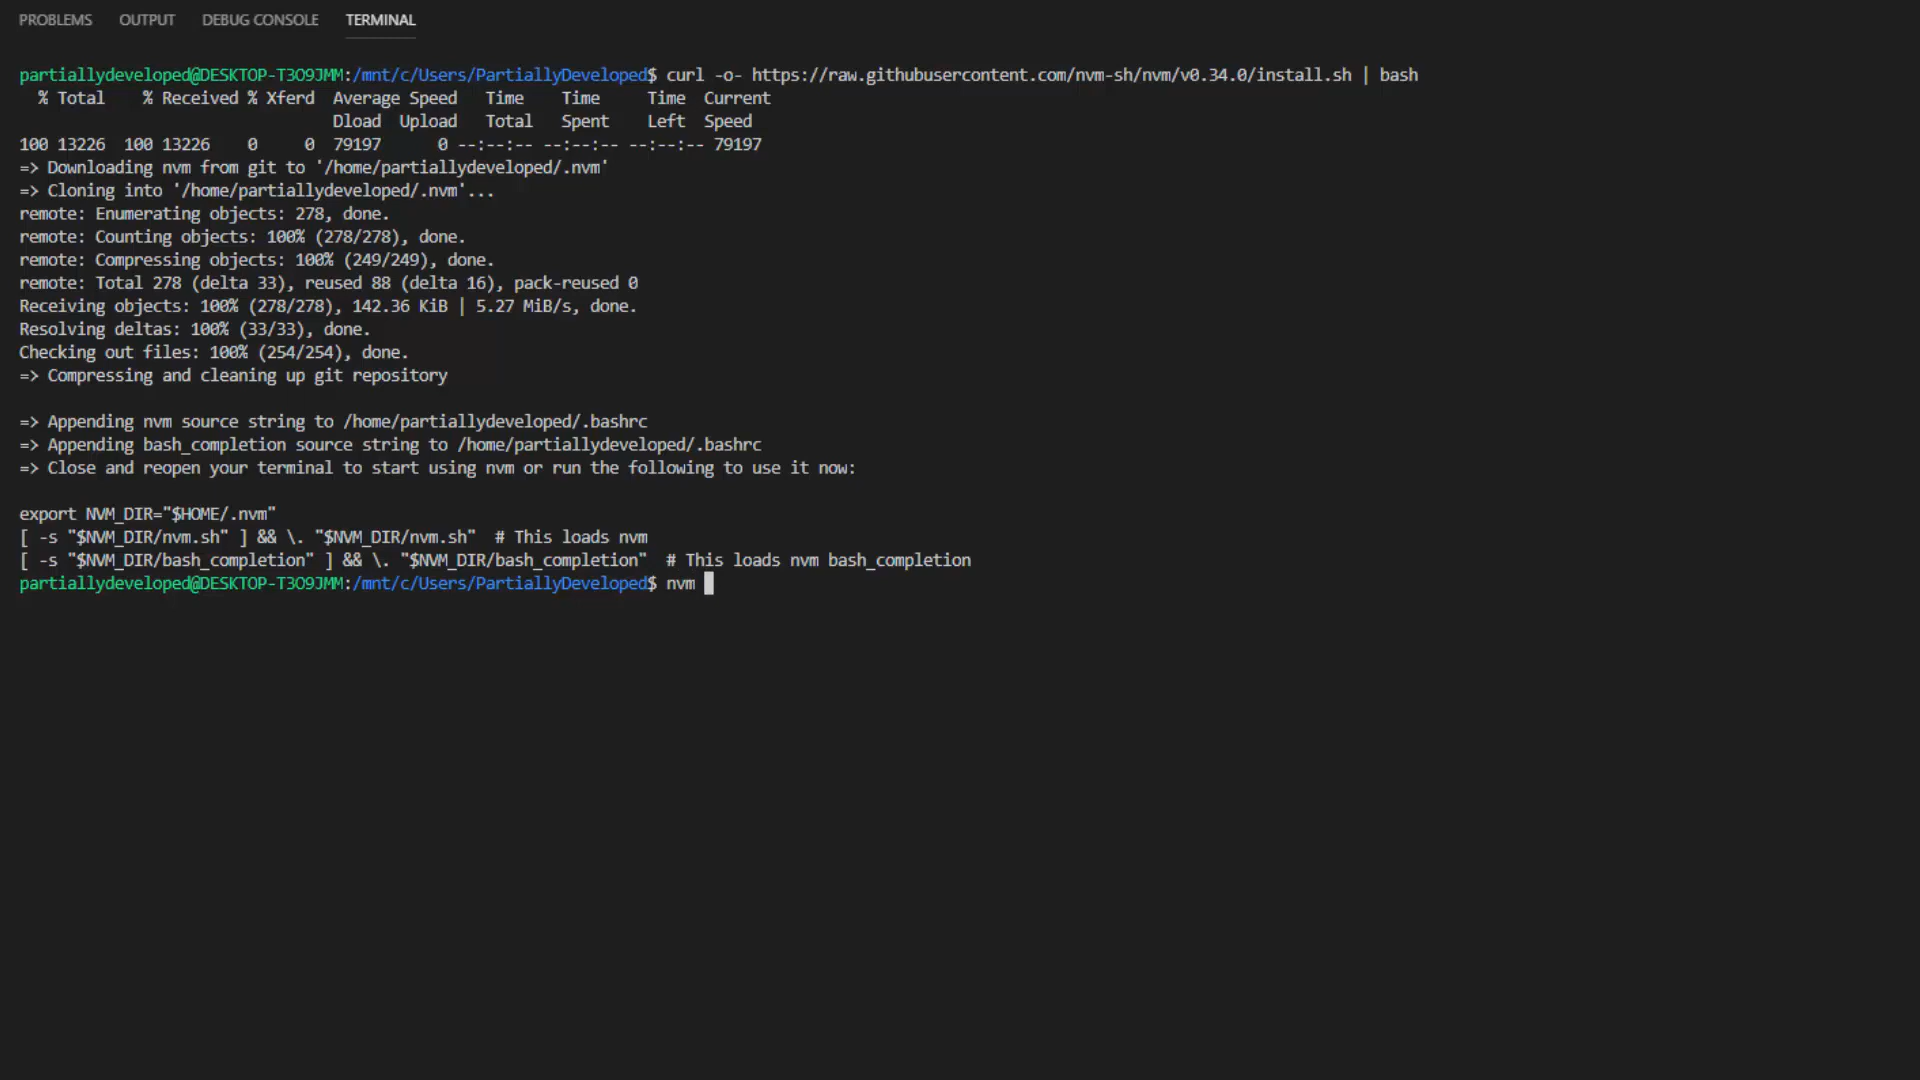 PROBLEMS OUTPUT DEBUG CONSOLE TERMINAL
partiallydeveloped@DESKTOP-T3O9JMM:/mnt/c/Users/PartiallyDeveloped$ curl -o- https://raw.githubusercontent.com/nvm-sh/nvm/v0.34.0/install.sh | bash
  % Total    % Received % Xferd  Average Speed   Time    Time     Time  Current
                                 Dload  Upload   Total   Spent    Left  Speed
100 13226  100 13226    0     0  79197      0 --:--:-- --:--:-- --:--:-- 79197
=> Downloading nvm from git to '/home/partiallydeveloped/.nvm'
=> Cloning into '/home/partiallydeveloped/.nvm'...
remote: Enumerating objects: 278, done.
remote: Counting objects: 100% (278/278), done.
remote: Compressing objects: 100% (249/249), done.
remote: Total 278 (delta 33), reused 88 (delta 16), pack-reused 0
Receiving objects: 100% (278/278), 142.36 KiB | 5.27 MiB/s, done.
Resolving deltas: 100% (33/33), done.
Checking out files: 100% (254/254), done.
=> Compressing and cleaning up git repository
=> Appending nvm source string to /home/partiallydeveloped/.bashrc
=> Appending bash_completion source string to /home/partiallydeveloped/.bashrc
=> Close and reopen your terminal to start using nvm or run the following to use it now:
export NVM_DIR="$HOME/.nvm"
[ -s "$NVM_DIR/nvm.sh" ] && \. "$NVM_DIR/nvm.sh"  # This loads nvm
[ -s "$NVM_DIR/bash_completion" ] && \. "$NVM_DIR/bash_completion"  # This loads nvm bash_completion
partiallydeveloped@DESKTOP-T3O9JMM:/mnt/c/Users/PartiallyDeveloped$ nvm